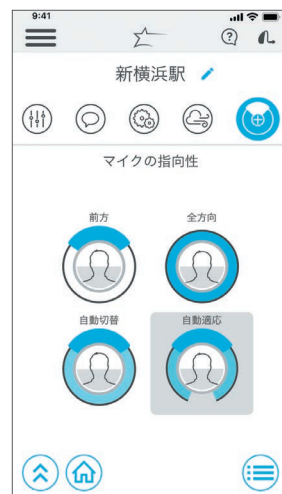 9:41
新横浜駅
マイクの指向性
前方
全方向
自動切替
自動適応